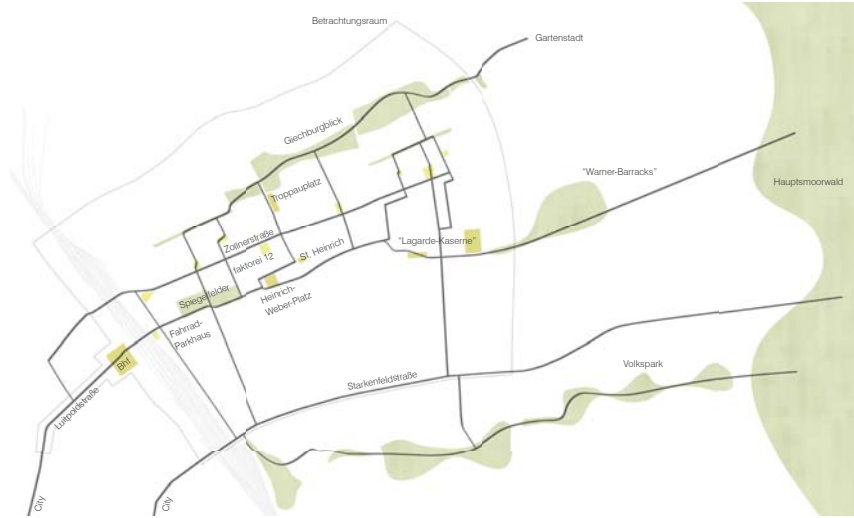 Betrachtungsraum
Gartenstadt
Giechburgblick
"Warner-Barracks"
Hauptsmoorwald
Troppauplatz
Zollnerstraße
"Lagarde-Kaserne"
St. Heinrich
faktorei 12
Spiegelfelder
Heinrich-
Weber-Platz
Fahrrad-
Parkhaus
Bhf
Volkspark
Starkenfeldstraße
Luitpoldstraße
City
City